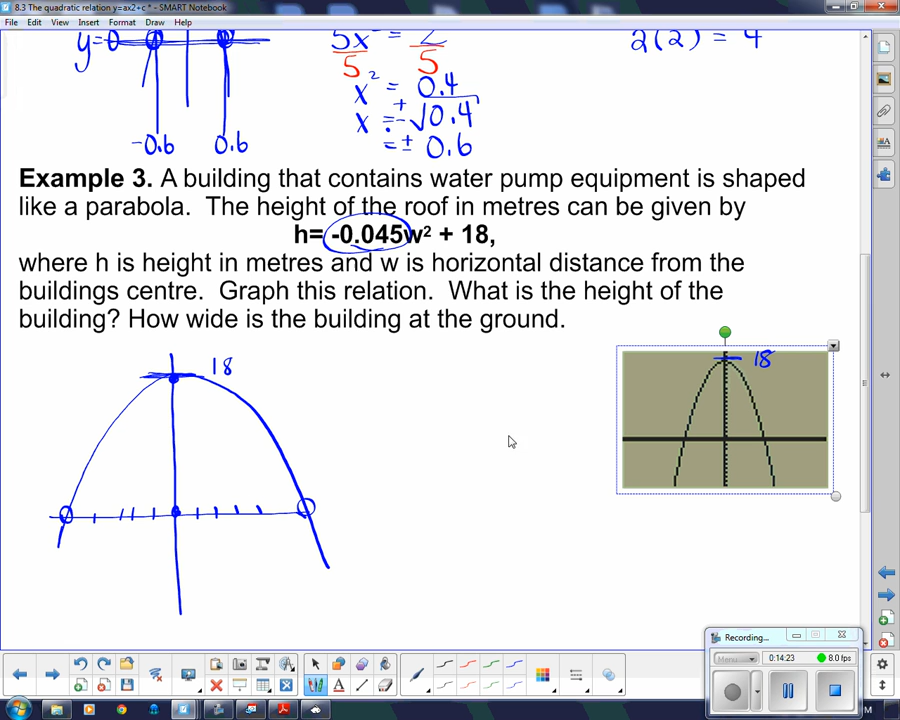 8.3 The quadratic relation y=ax2+c * - SMART Notebook
File Edit View Insert Format Draw Tools Help
y=0
-0.6 0.6
5x² = 2
5 5
x² = 0.4
x = ±√0.4
= ± 0.6
2(2) = 4
Example 3. A building that contains water pump equipment is shaped
like a parabola. The height of the roof in metres can be given by
h= -0.045w² + 18,
where h is height in metres and w is horizontal distance from the
buildings centre. Graph this relation. What is the height of the
building? How wide is the building at the ground.
18
18
Recording...
Menu
0:14:23
8.0 fps